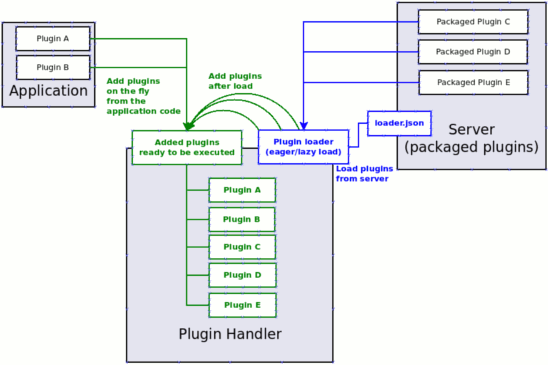 Plugin A
Plugin B
Application
Add plugins
on the fly
from the
application code
Add plugins
after load
Packaged Plugin C
Packaged Plugin D
Packaged Plugin E
loader.json
Server
(packaged plugins)
Added plugins
ready to be executed
Plugin loader
(eager/lazy load)
Load plugins
from server
Plugin A
Plugin B
Plugin C
Plugin D
Plugin E
Plugin Handler